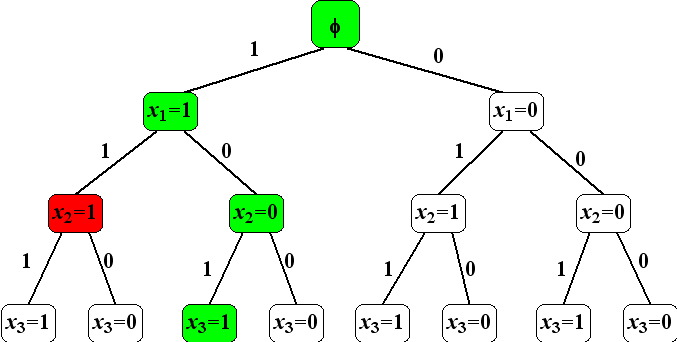 ϕ
1 0
x₁=1 x₁=0
1 0 1 0
x₂=1 x₂=0 x₂=1 x₂=0
1 0 1 0 1 0 1 0
x₃=1 x₃=0 x₃=1 x₃=0 x₃=1 x₃=0 x₃=1 x₃=0